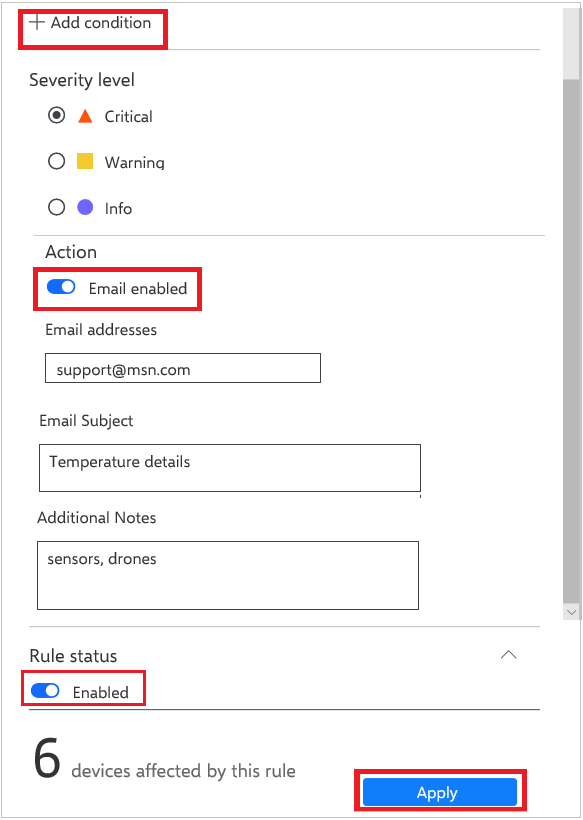 + Add condition
Severity level
Critical
Warning
Info
Action
Email enabled
Email addresses
support@msn.com
Email Subject
Temperature details
Additional Notes
sensors, drones
Rule status
Enabled
6 devices affected by this rule
Apply